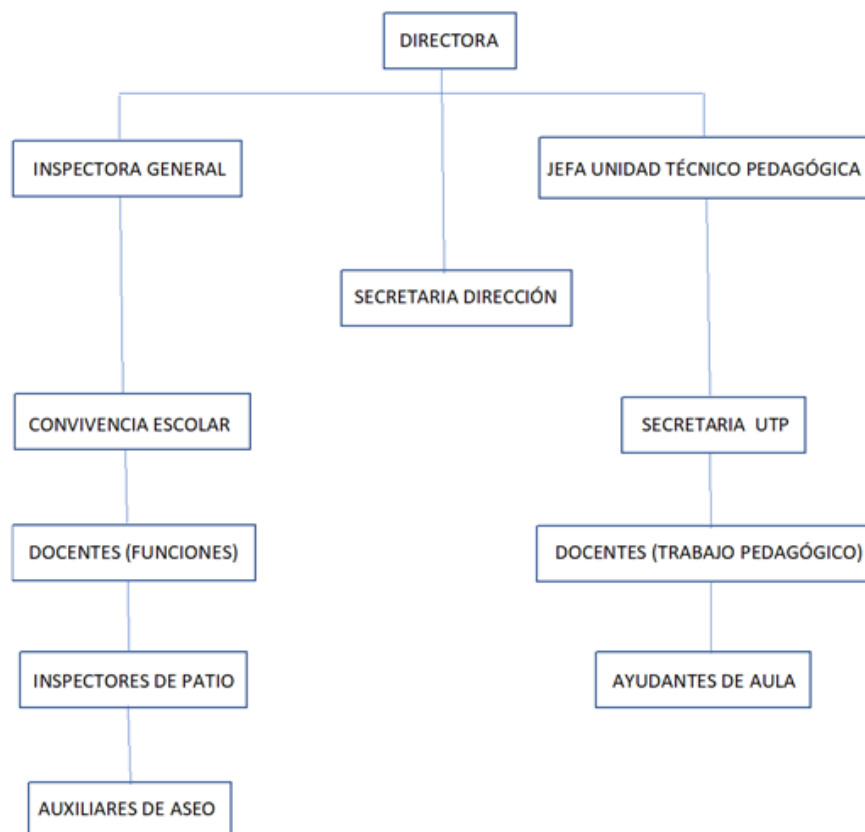 DIRECTORA
INSPECTORA GENERAL
JEFA UNIDAD TÉCNICO PEDAGÓGICA
SECRETARIA DIRECCIÓN
CONVIVENCIA ESCOLAR
SECRETARIA UTP
DOCENTES (FUNCIONES)
DOCENTES (TRABAJO PEDAGÓGICO)
INSPECTORES DE PATIO
AYUDANTES DE AULA
AUXILIARES DE ASEO